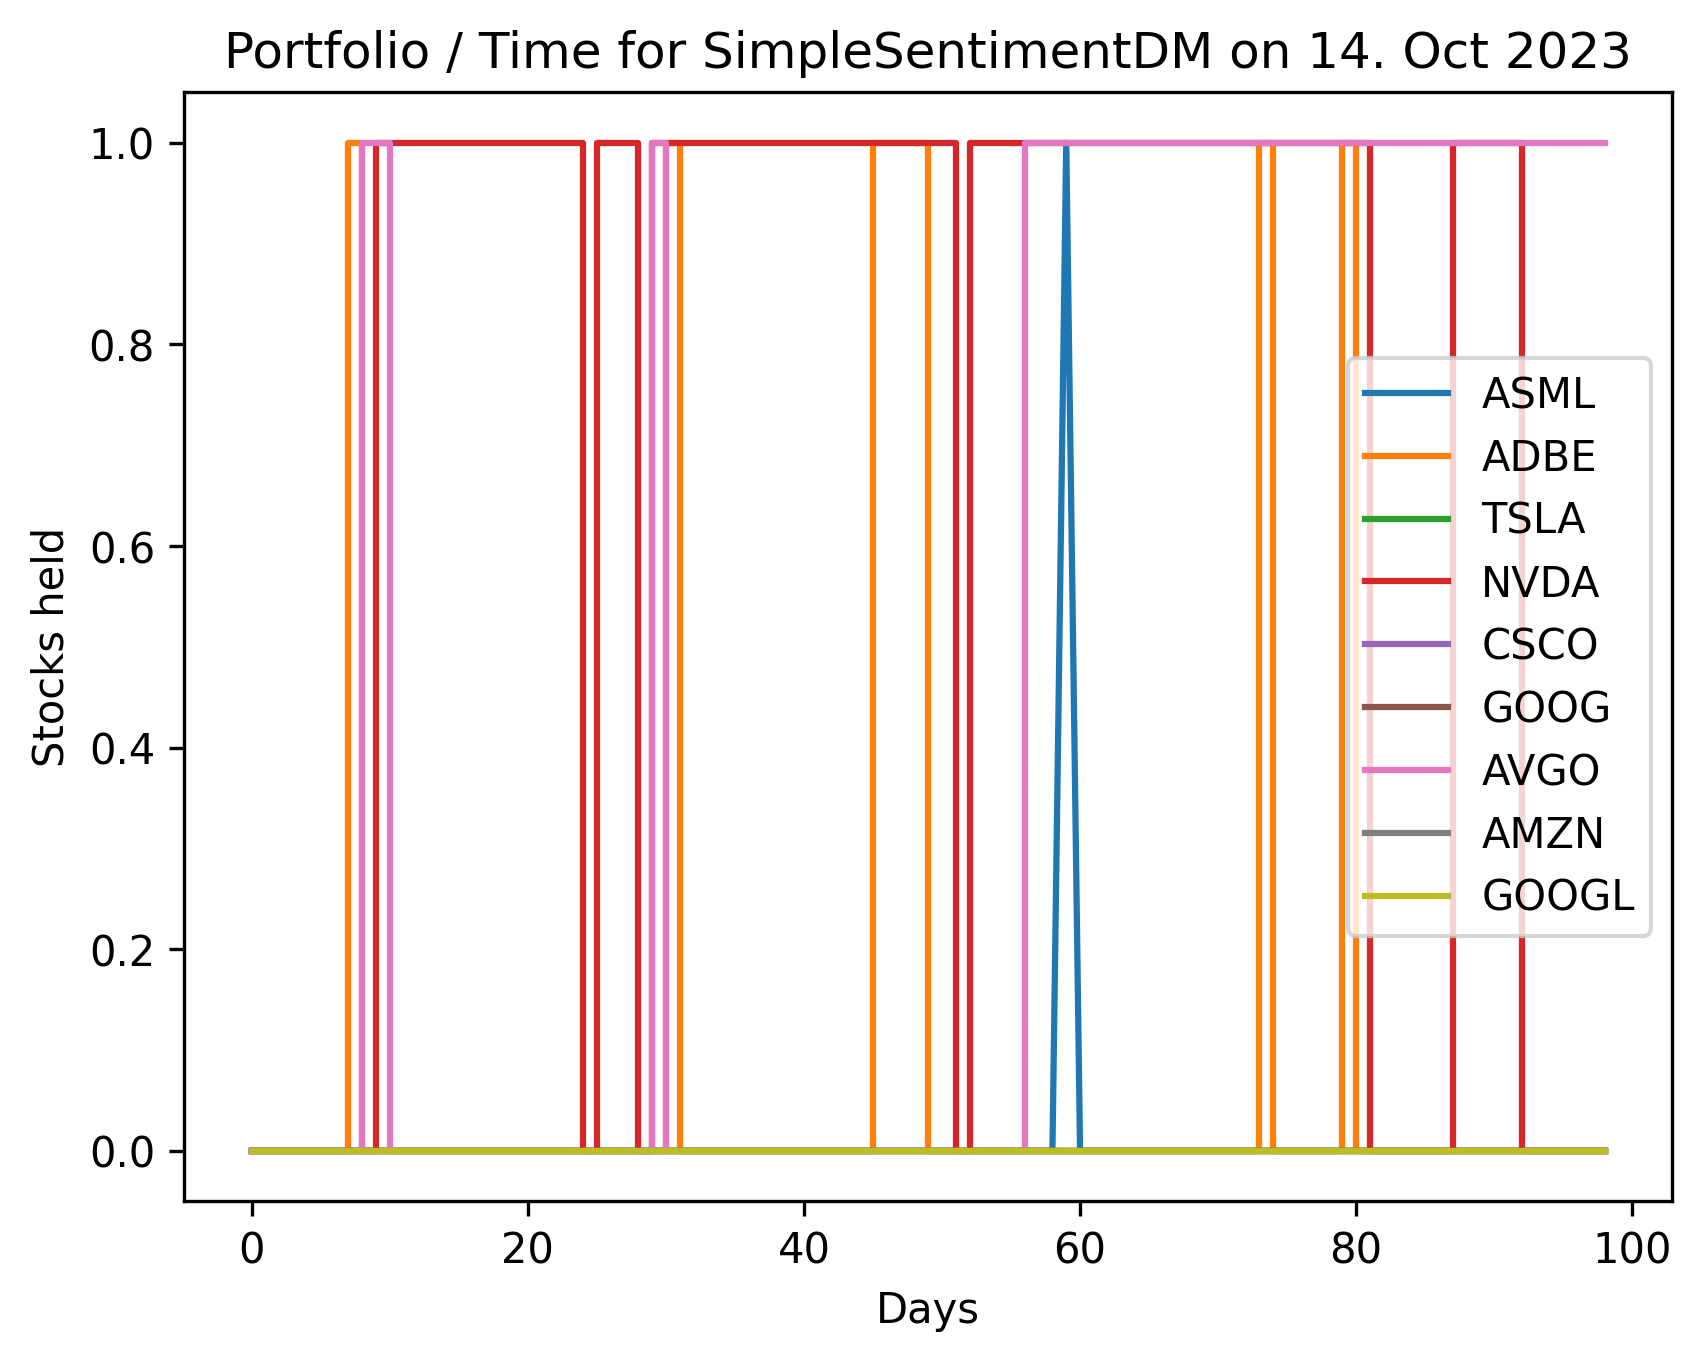 Portfolio / Time for SimpleSentimentDM on 14. Oct 2023
1.0
0.8
0.6
0.4
0.2
0.0
Stocks held
ASML
ADBE
TSLA
NVDA
CSCO
GOOG
AVGO
AMZN
GOOGL
0 20 40 60 80 100
Days